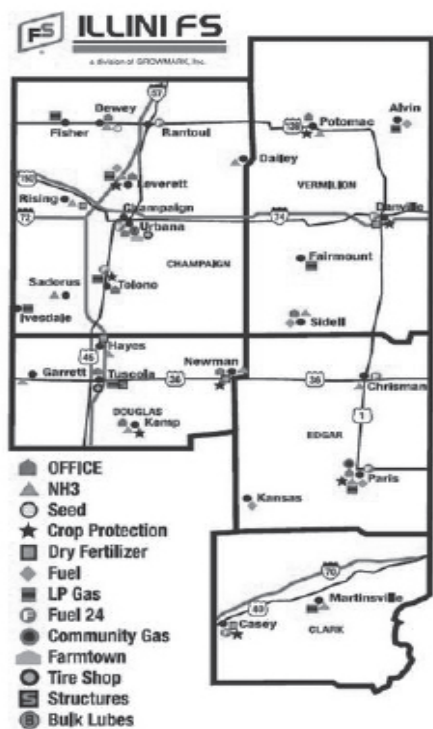 FS ILLINI FS
a division of GROWMARK, Inc.
57
Dewey
Fisher
Rantoul
136
Potomac
Alvin
Dailey
150
Leverett
VERMILION
Rising
Champaign
72
Urbana
74
Danville
CHAMPAIGN
Fairmount
Sadorus
Tolono
Ivesdale
Sidell
Hayes
45
Garrett
Tuscola
36
Newman
36
Chrisman
DOUGLAS
Kemp
1
EDGAR
Paris
Kansas
70
40
Martinsville
Casey
CLARK
OFFICE
NH3
Seed
Crop Protection
Dry Fertilizer
Fuel
LP Gas
Fuel 24
Community Gas
Farmtown
Tire Shop
S Structures
B Bulk Lubes